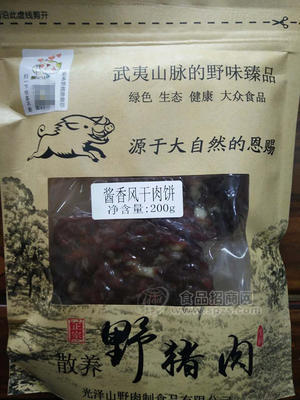 沿此虚线剪开
武夷山脉的野味臻品
绿色 生态 健康 大众食品
源于大自然的恩赐
酱香风干肉饼
净含量:200g
食品招商网
正宗
散养 野猪肉
光泽山野肉制食品有限公司